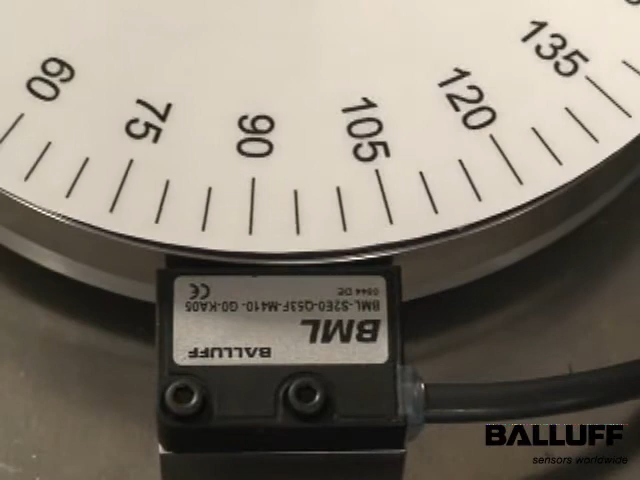 60
75
90
105
120
135
BALLUFF
BML
BML-S2E0-Q53F-M410-G0-KA05
CE 0944 DE
BALLUFF
sensors worldwide